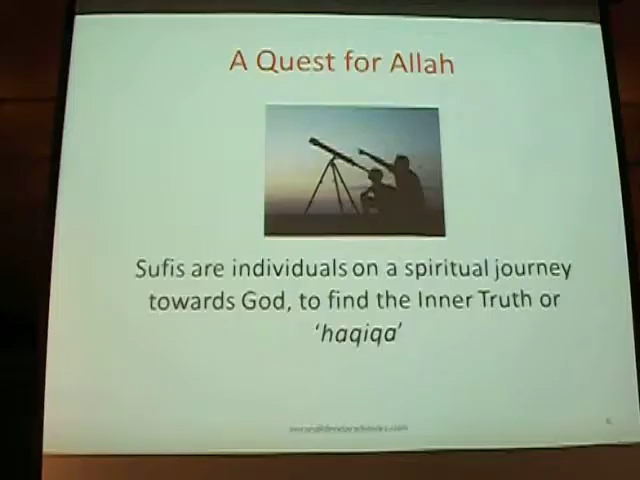 A Quest for Allah
Sufis are individuals on a spiritual journey
towards God, to find the Inner Truth or
'haqiqa'